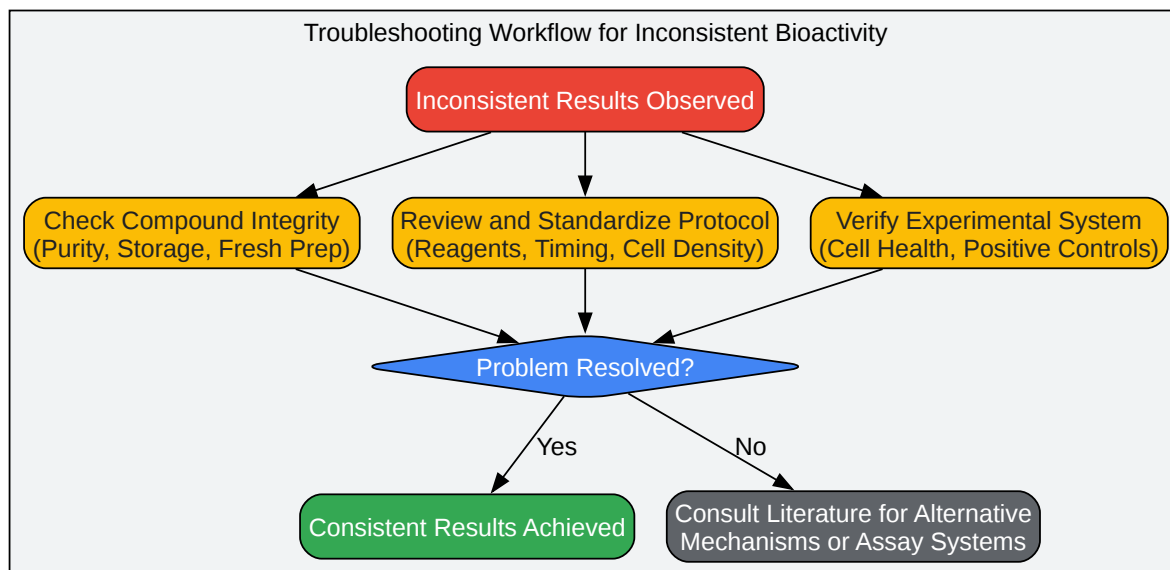 Troubleshooting Workflow for Inconsistent Bioactivity
Inconsistent Results Observed
Check Compound Integrity
(Purity, Storage, Fresh Prep)
Review and Standardize Protocol
(Reagents, Timing, Cell Density)
Verify Experimental System
(Cell Health, Positive Controls)
Problem Resolved?
Yes
No
Consistent Results Achieved
Consult Literature for Alternative
Mechanisms or Assay Systems